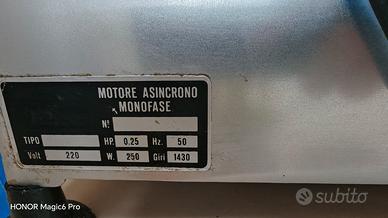 MOTORE ASINCRONO
MONOFASE
N°
TIPO HP. 0.25 Hz. 50
Volt 220 W. 250 Giri 1430
HONOR Magic6 Pro
subito